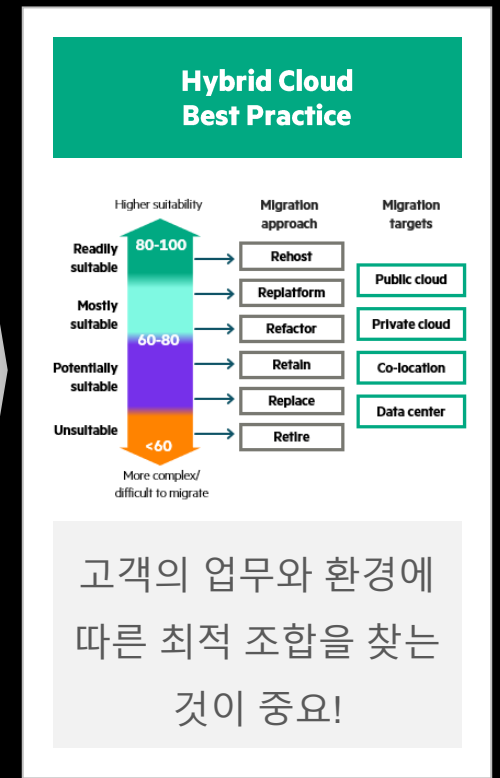 Hybrid Cloud
Best Practice
Higher suitability
Migration
approach
Migration
targets
80-100
Readily
suitable
Mostly
suitable
60-80
Potentially
suitable
Unsuitable
<60
More complex/
difficult to migrate
Rehost
Replatform
Refactor
Retain
Replace
Retire
Public cloud
Private cloud
Co-location
Data center
고객의 업무와 환경에
따른 최적 조합을 찾는
것이 중요!